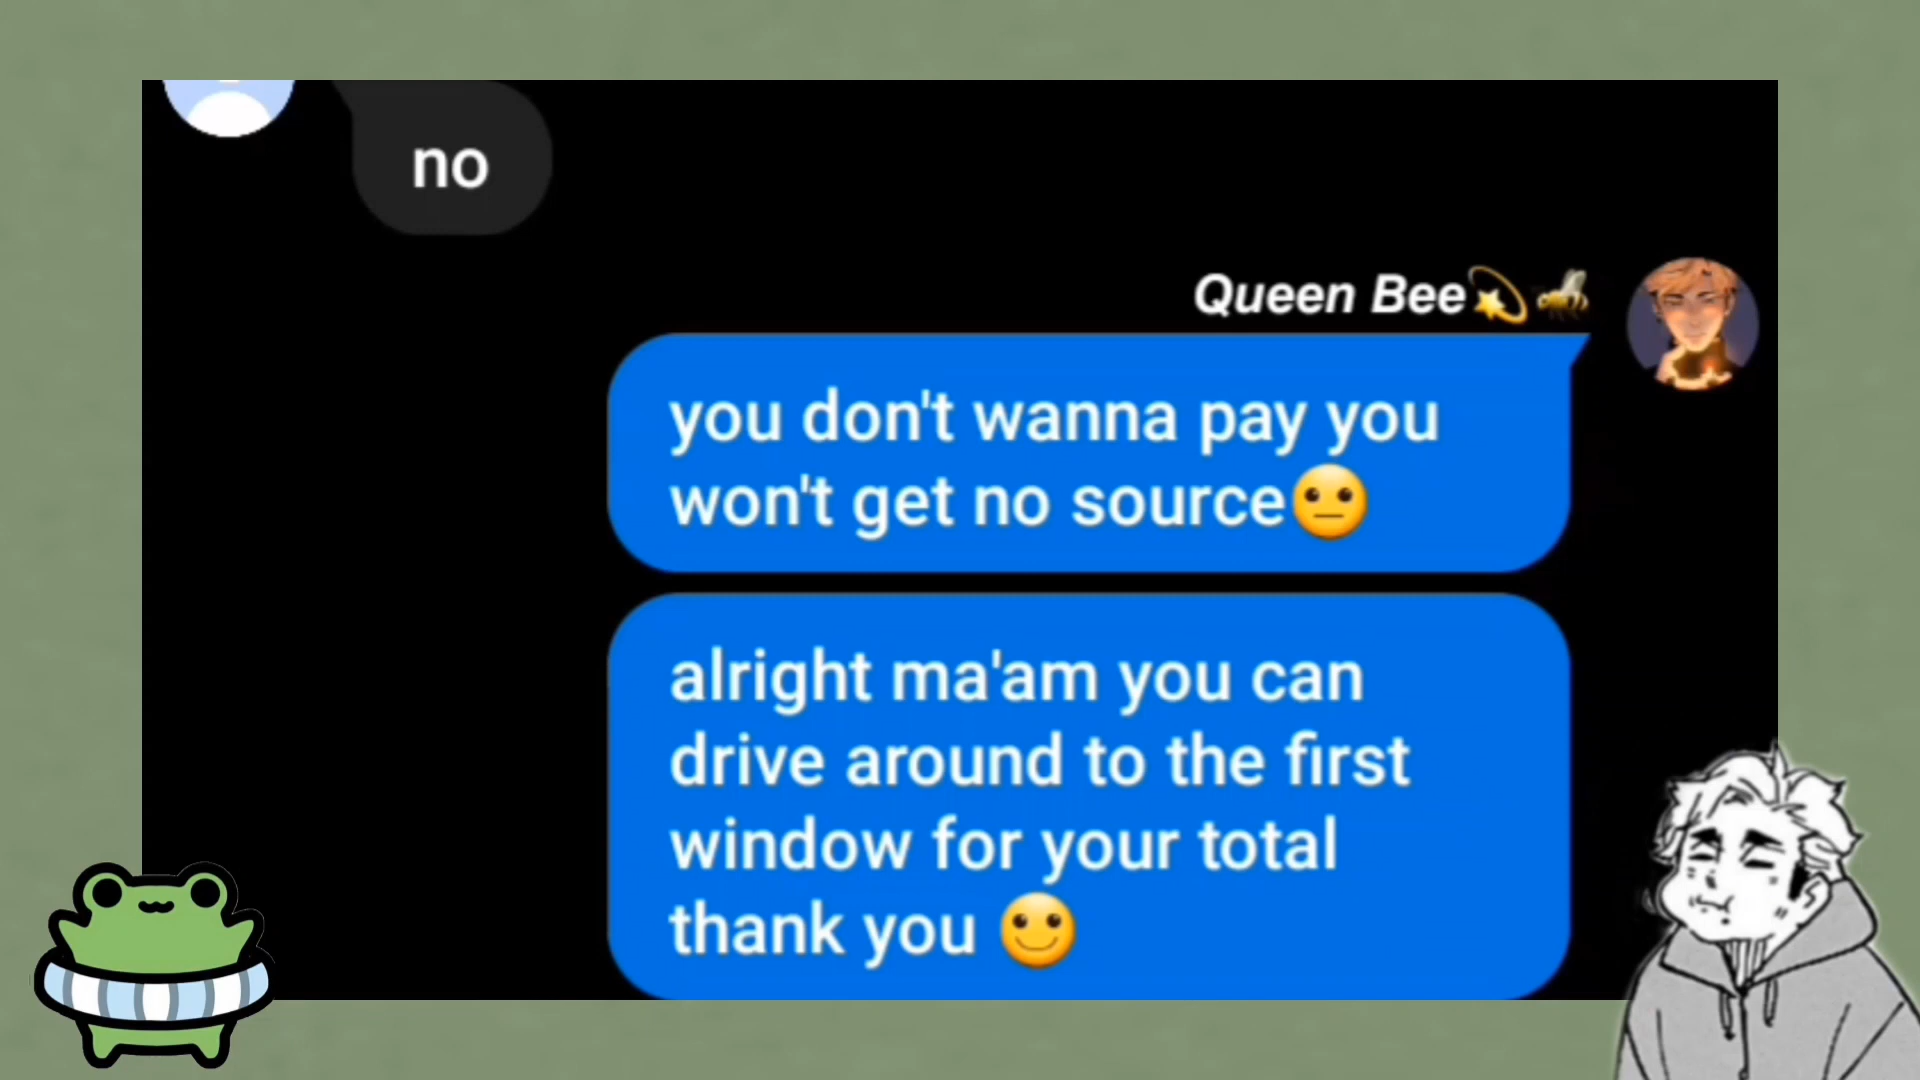 no
Queen Bee💫🐝
you don't wanna pay you
won't get no source😐
alright ma'am you can
drive around to the first
window for your total
thank you 🙂